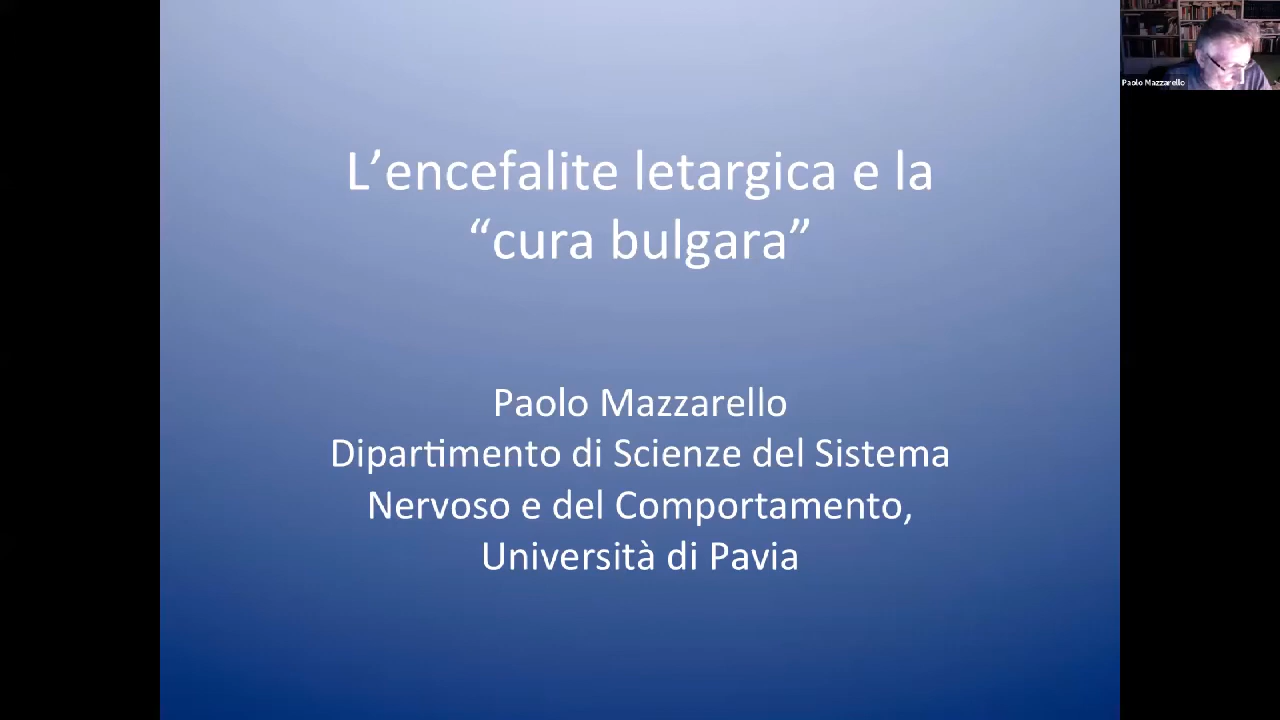 L’encefalite letargica e la
“cura bulgara”
Paolo Mazzarello
Dipartimento di Scienze del Sistema
Nervoso e del Comportamento,
Università di Pavia
Paolo Mazzarello